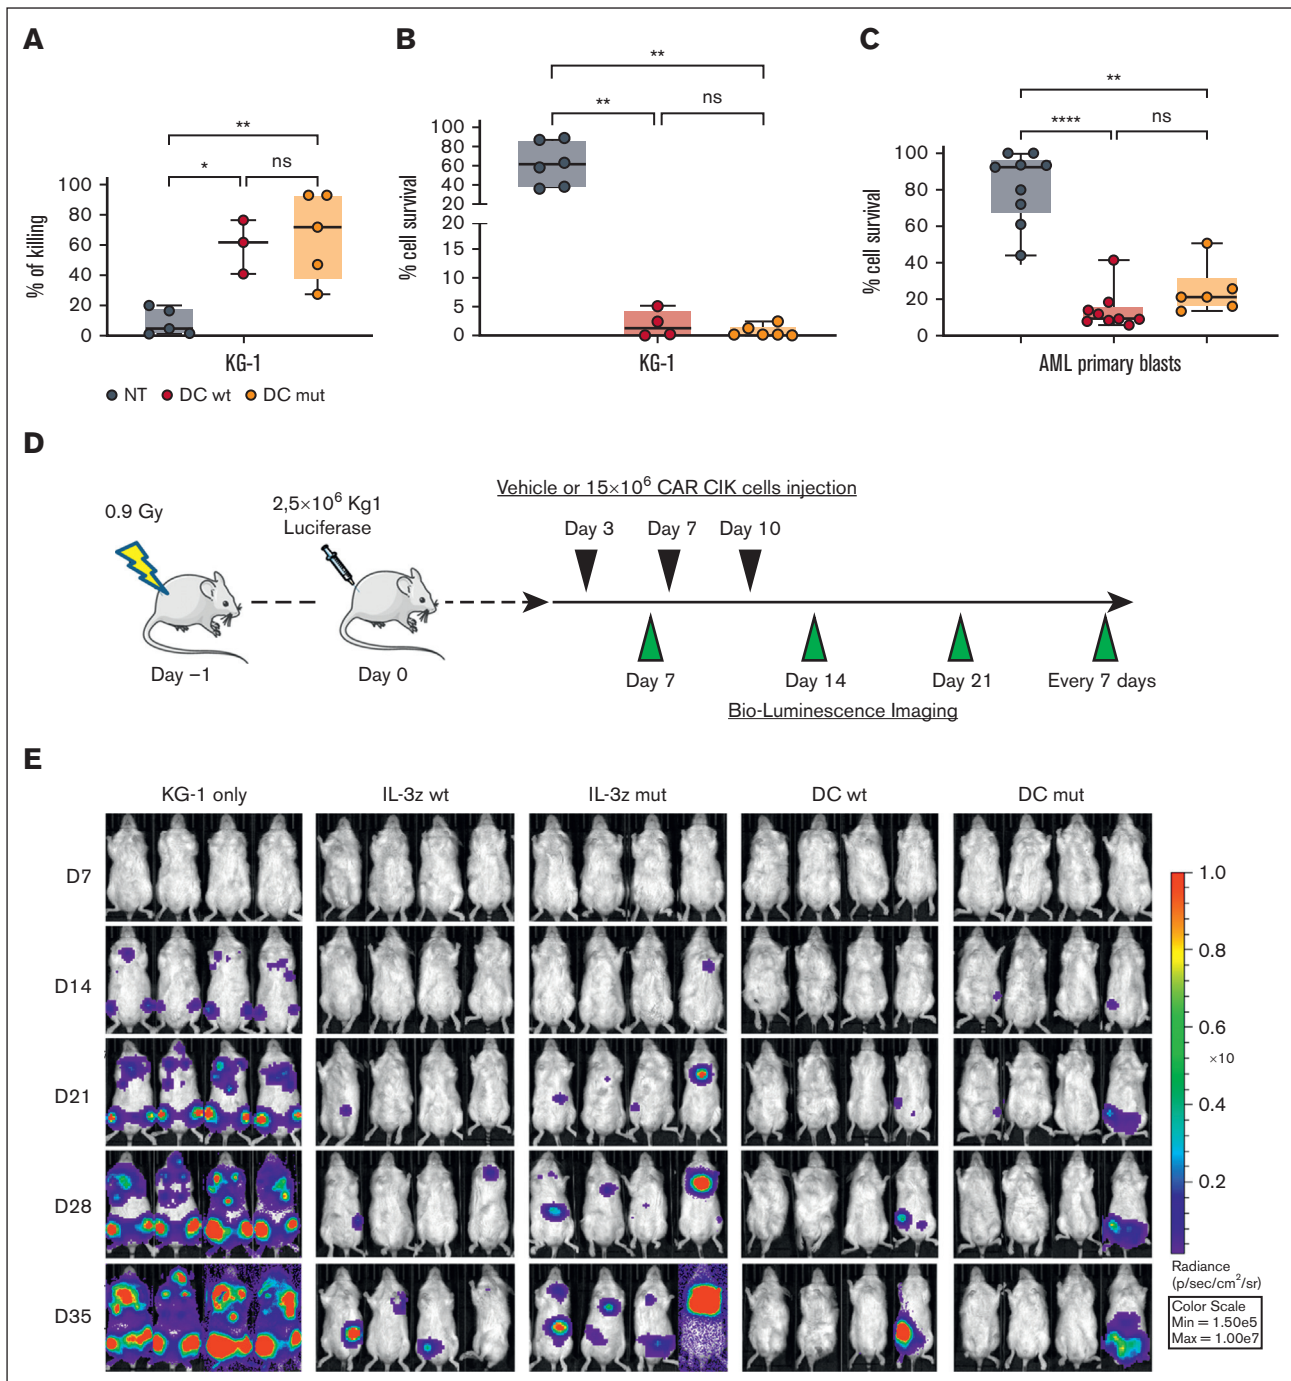 A
B
C
**
*
ns
% of killing
100
80
60
40
20
0
KG-1
NT
DC wt
DC mut
**
**
ns
% cell survival
100
80
60
40
20
20
15
10
5
0
KG-1
**
****
ns
% cell survival
100
80
60
40
20
0
AML primary blasts
D
0.9 Gy
Day –1
2,5×10⁶ Kg1
Luciferase
Day 0
Vehicle or 15×10⁶ CAR CIK cells injection
Day 3
Day 7
Day 10
Day 7
Day 14
Day 21
Every 7 days
Bio-Luminescence Imaging
E
KG-1 only
IL-3z wt
IL-3z mut
DC wt
DC mut
D7
D14
D21
D28
D35
1.0
0.8
0.6
×10
0.4
0.2
Radiance
(p/sec/cm²/sr)
Color Scale
Min = 1.50e5
Max = 1.00e7